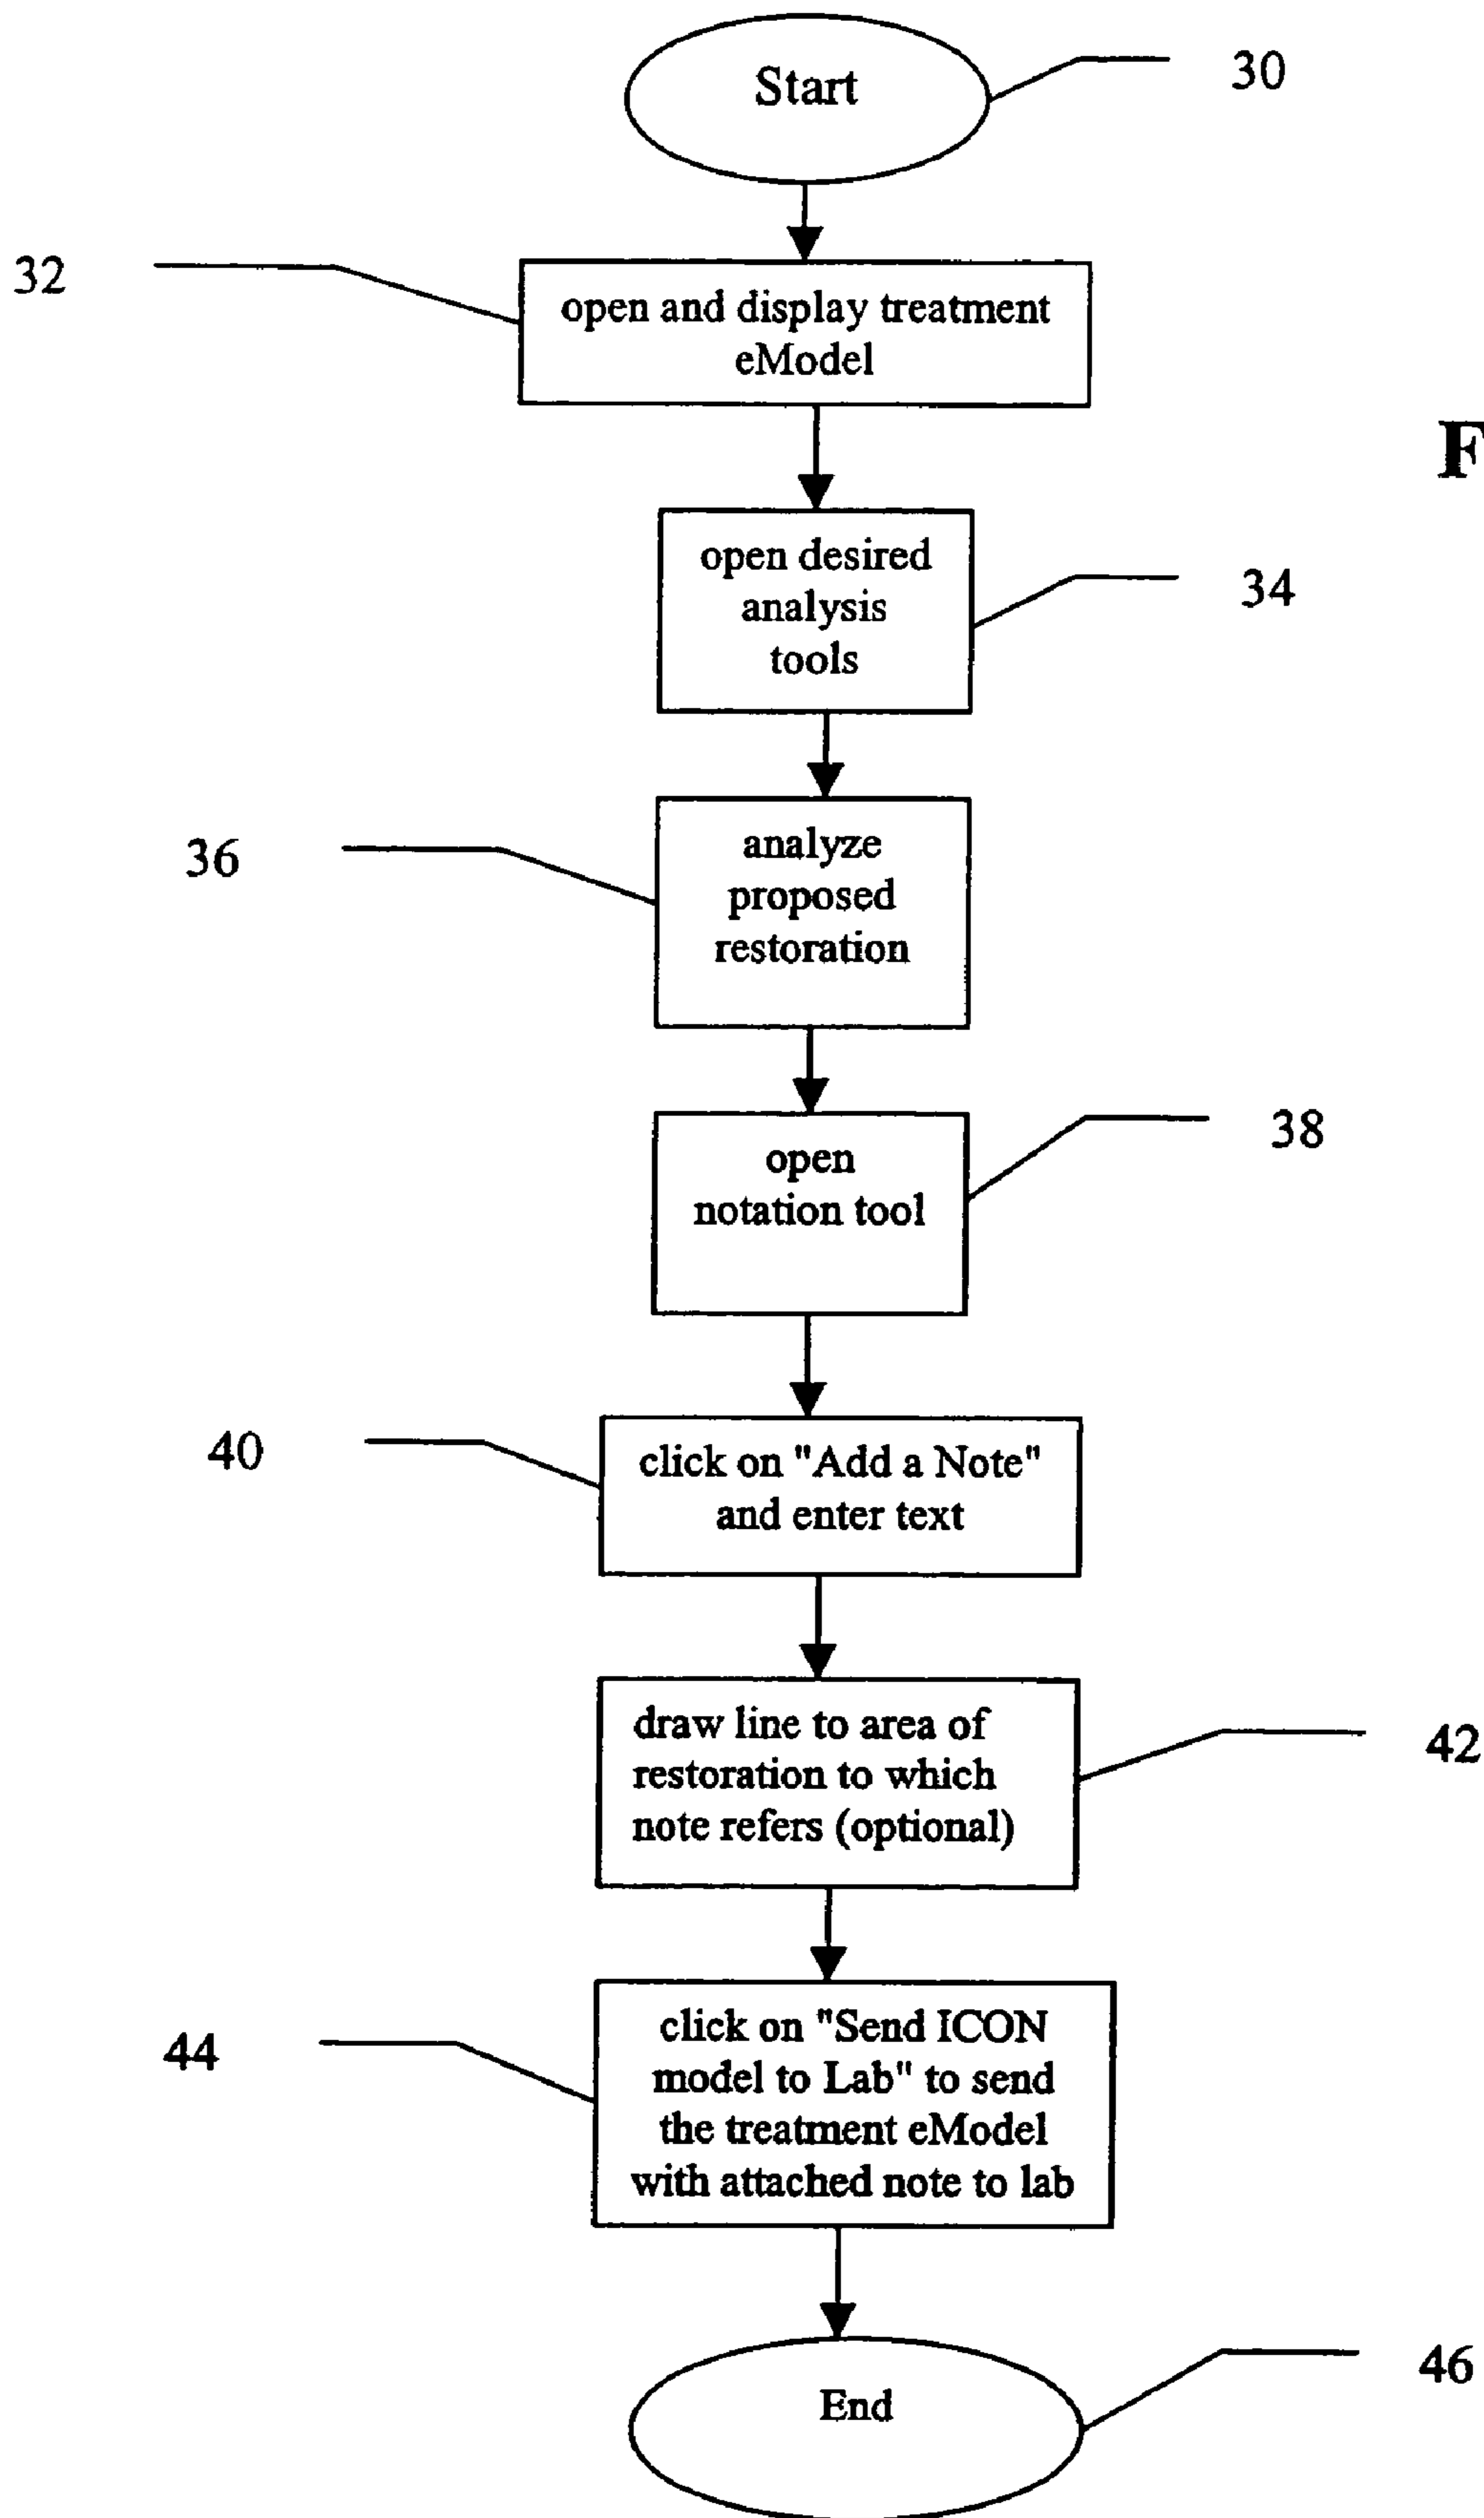 Start
30
32
open and display treatment
eModel
F
open desired
analysis
tools
34
36
analyze
proposed
restoration
38
open
notation tool
40
click on "Add a Note"
and enter text
draw line to area of
restoration to which
note refers (optional)
42
click on "Send ICON
model to Lab" to send
the treatment eModel
with attached note to lab
44
End
46